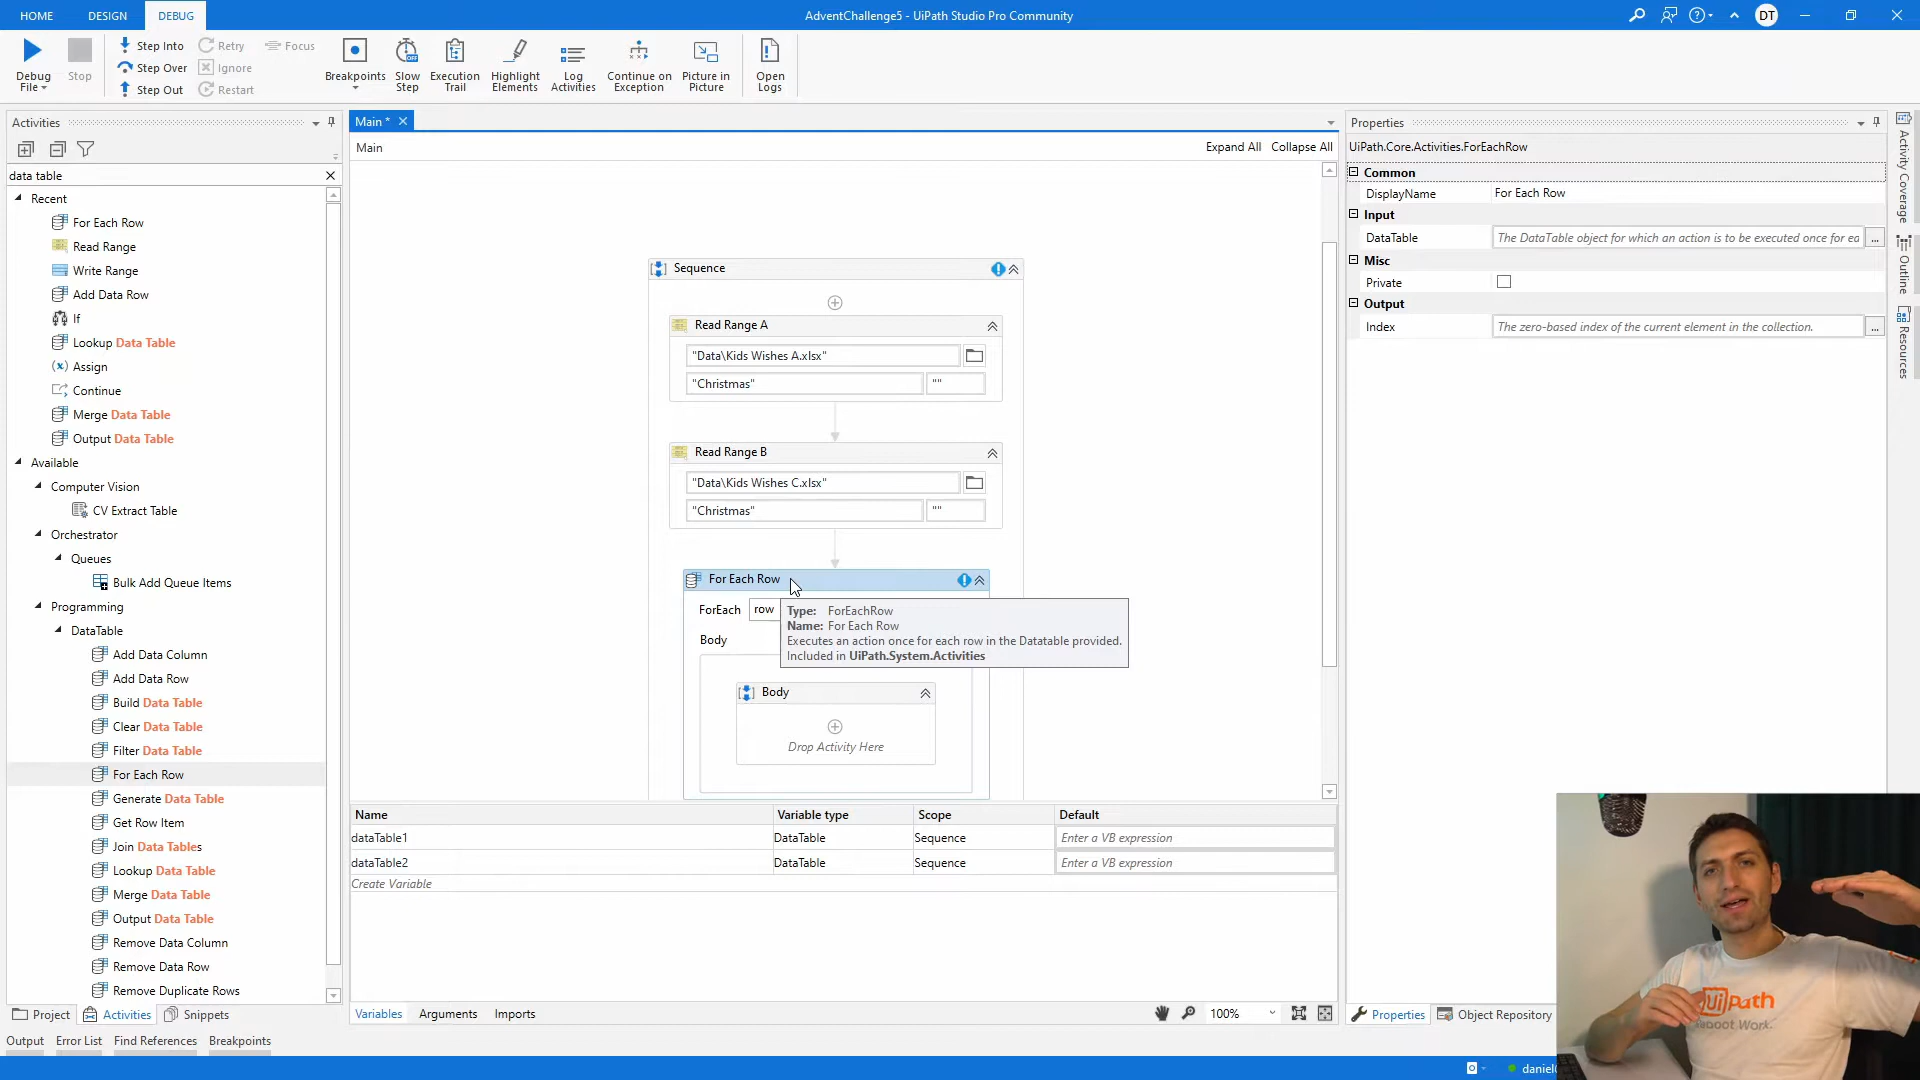 HOME DESIGN DEBUG
AdventChallenge5 - UiPath Studio Pro Community
DT
Debug File
Stop
Step Into
Step Over
Step Out
Retry
Ignore
Restart
Focus
Breakpoints
Slow Step
Execution Trail
Highlight Elements
Log Activities
Continue on Exception
Picture in Picture
Open Logs
Activities
data table
Recent
For Each Row
Read Range
Write Range
Add Data Row
If
Lookup Data Table
Assign
Continue
Merge Data Table
Output Data Table
Available
Computer Vision
CV Extract Table
Orchestrator
Queues
Bulk Add Queue Items
Programming
DataTable
Add Data Column
Add Data Row
Build Data Table
Clear Data Table
Filter Data Table
For Each Row
Generate Data Table
Get Row Item
Join Data Tables
Lookup Data Table
Merge Data Table
Output Data Table
Remove Data Column
Remove Data Row
Remove Duplicate Rows
Project Activities Snippets
Output Error List Find References Breakpoints
Main *
Main
Expand All Collapse All
Sequence
Read Range A
"Data\Kids Wishes A.xlsx"
"Christmas" ""
Read Range B
"Data\Kids Wishes C.xlsx"
"Christmas" ""
For Each Row
ForEach row
Body
Type: ForEachRow
Name: For Each Row
Executes an action once for each row in the Datatable provided.
Included in UiPath.System.Activities
Body
Drop Activity Here
Name Variable type Scope Default
dataTable1 DataTable Sequence Enter a VB expression
dataTable2 DataTable Sequence Enter a VB expression
Create Variable
Variables Arguments Imports
100%
Properties
UiPath.Core.Activities.ForEachRow
Common
DisplayName For Each Row
Input
DataTable The DataTable object for which an action is to be executed once for ea ...
Misc
Private
Output
Index The zero-based index of the current element in the collection. ...
Properties Object Repository
Activity Coverage
Outline
Resources
UiPath
Reboot Work.